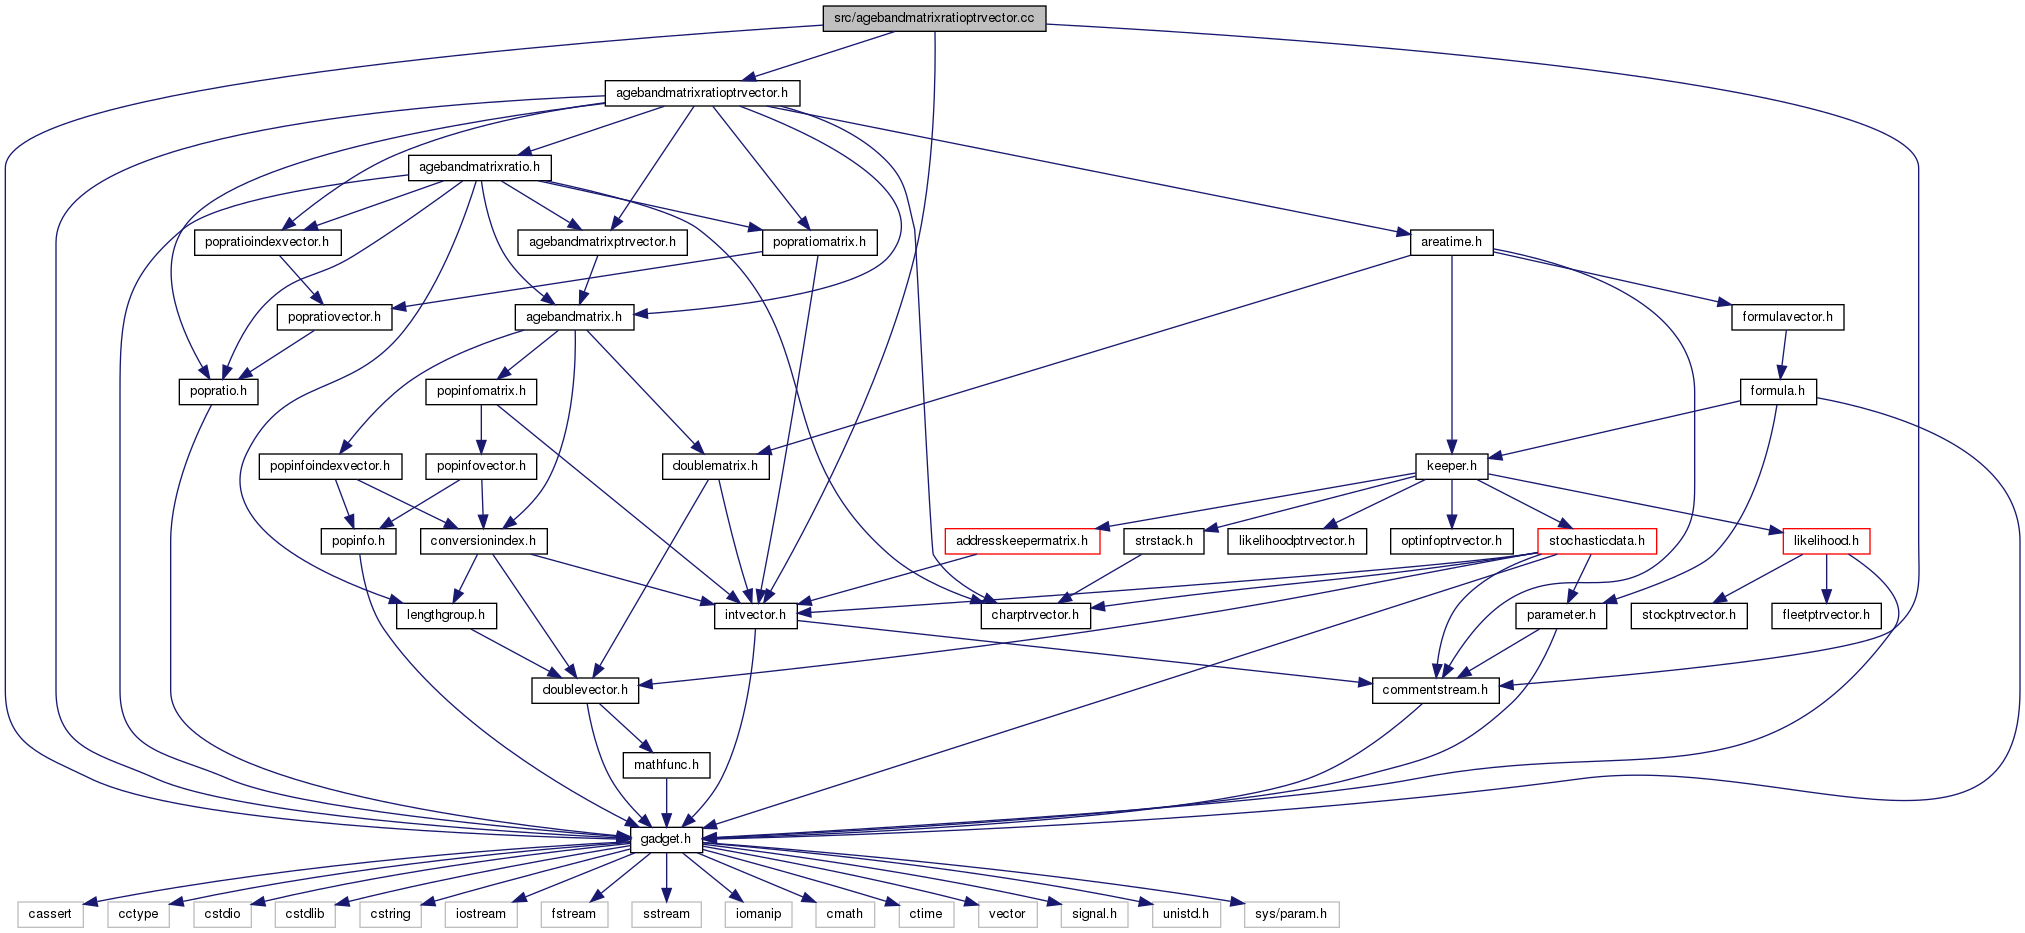 src/agebandmatrixratioptrvector.cc
agebandmatrixratioptrvector.h
agebandmatrixratio.h
popratioindexvector.h
agebandmatrixptrvector.h
popratiomatrix.h
areatime.h
popratiovector.h
agebandmatrix.h
formulavector.h
popratio.h
popinfomatrix.h
formula.h
popinfoindexvector.h
popinfovector.h
doublematrix.h
keeper.h
popinfo.h
conversionindex.h
addresskeepermatrix.h
strstack.h
likelihoodptrvector.h
optinfoptrvector.h
stochasticdata.h
likelihood.h
lengthgroup.h
intvector.h
charptrvector.h
parameter.h
stockptrvector.h
fleetptrvector.h
doublevector.h
commentstream.h
mathfunc.h
gadget.h
cassert
cctype
cstdio
cstdlib
cstring
iostream
fstream
sstream
iomanip
cmath
ctime
vector
signal.h
unistd.h
sys/param.h